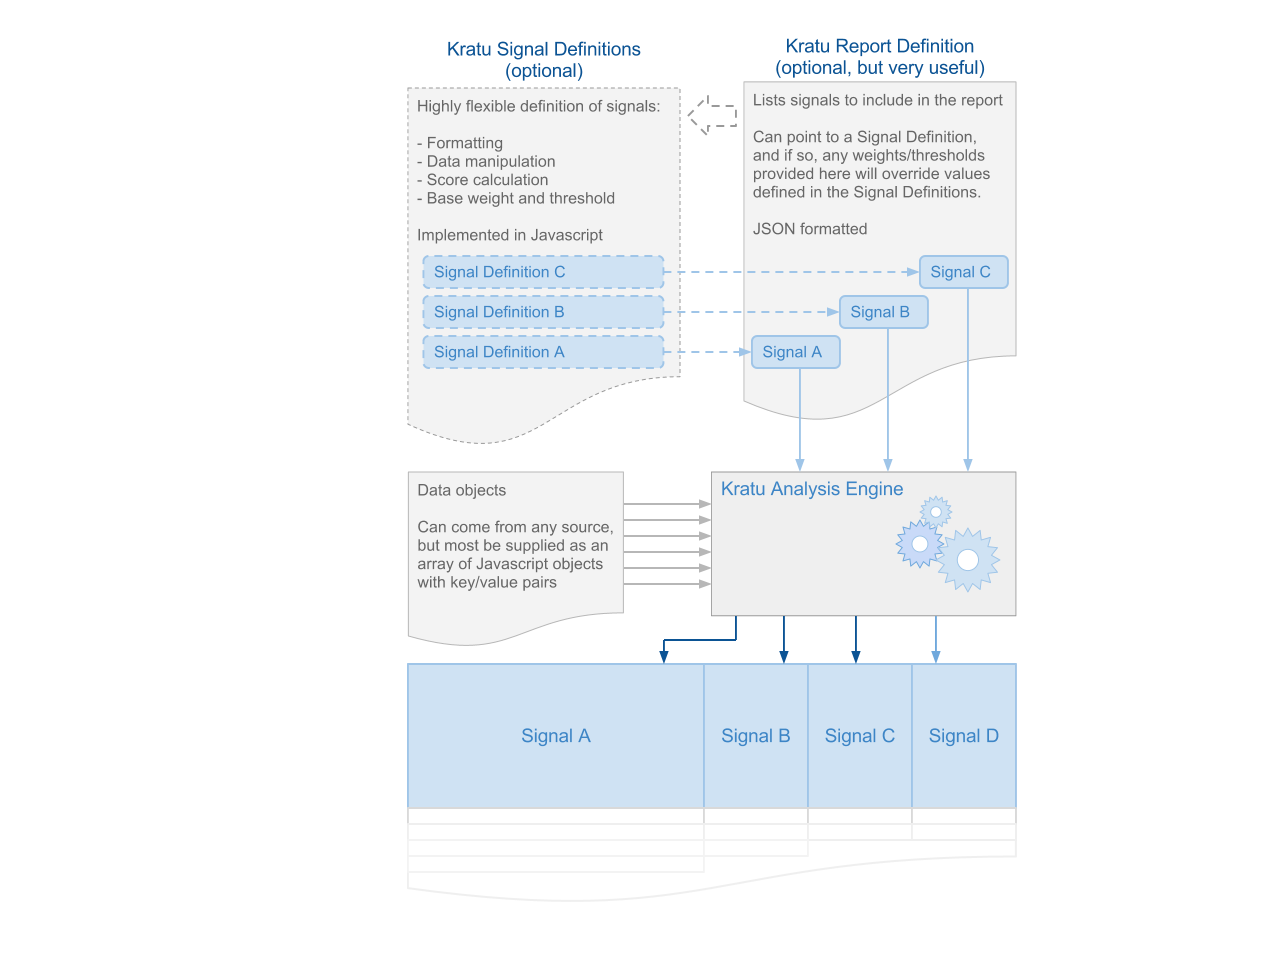 Kratu Signal Definitions
(optional)
Highly flexible definition of signals:
- Formatting
- Data manipulation
- Score calculation
- Base weight and threshold
Implemented in Javascript
Signal Definition C
Signal Definition B
Signal Definition A
Kratu Report Definition
(optional, but very useful)
Lists signals to include in the report
Can point to a Signal Definition,
and if so, any weights/thresholds
provided here will override values
defined in the Signal Definitions.
JSON formatted
Signal C
Signal B
Signal A
Data objects
Can come from any source,
but most be supplied as an
array of Javascript objects
with key/value pairs
Kratu Analysis Engine
Signal A
Signal B
Signal C
Signal D